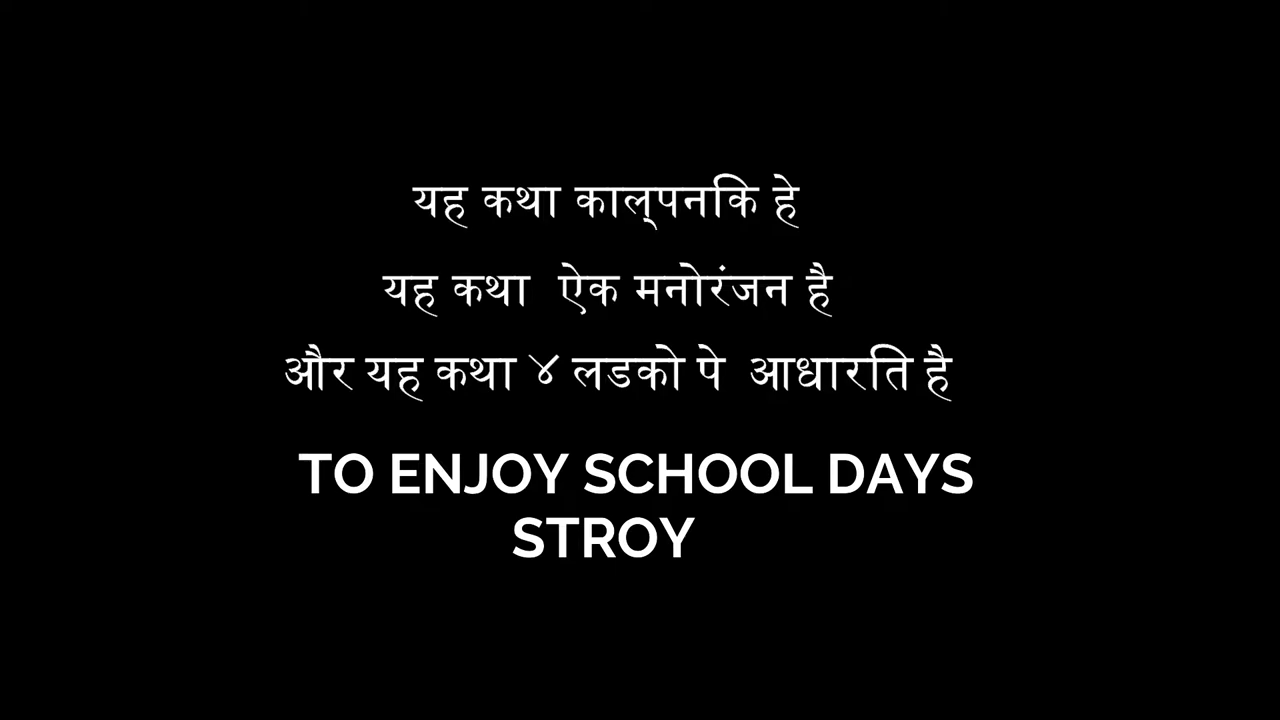 यह कथा काल्पनकि हे
यह कथा ऐक मनोरंजन है
और यह कथा ४ लडको पे आधारति है
TO ENJOY SCHOOL DAYS
STROY